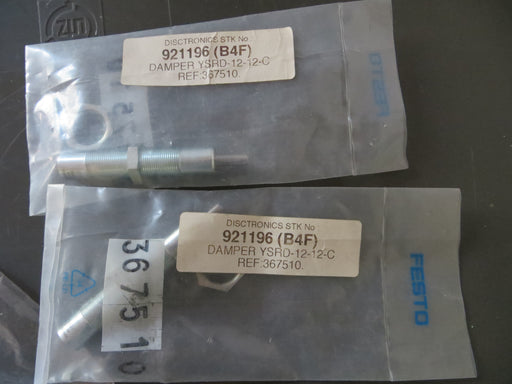 DISCTRONICS STK No
921196 (B4F)
DAMPER YSRD-12-12-C
REF:367510.
FESTO
DISCTRONICS STK No
921196 (B4F)
DAMPER YSRD-12-12-C
REF:367510.
367510
FESTO